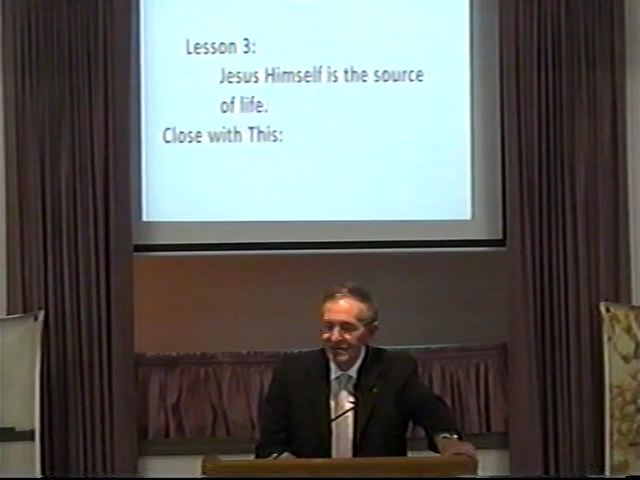 Lesson 3:
Jesus Himself is the source
of life.
Close with This: